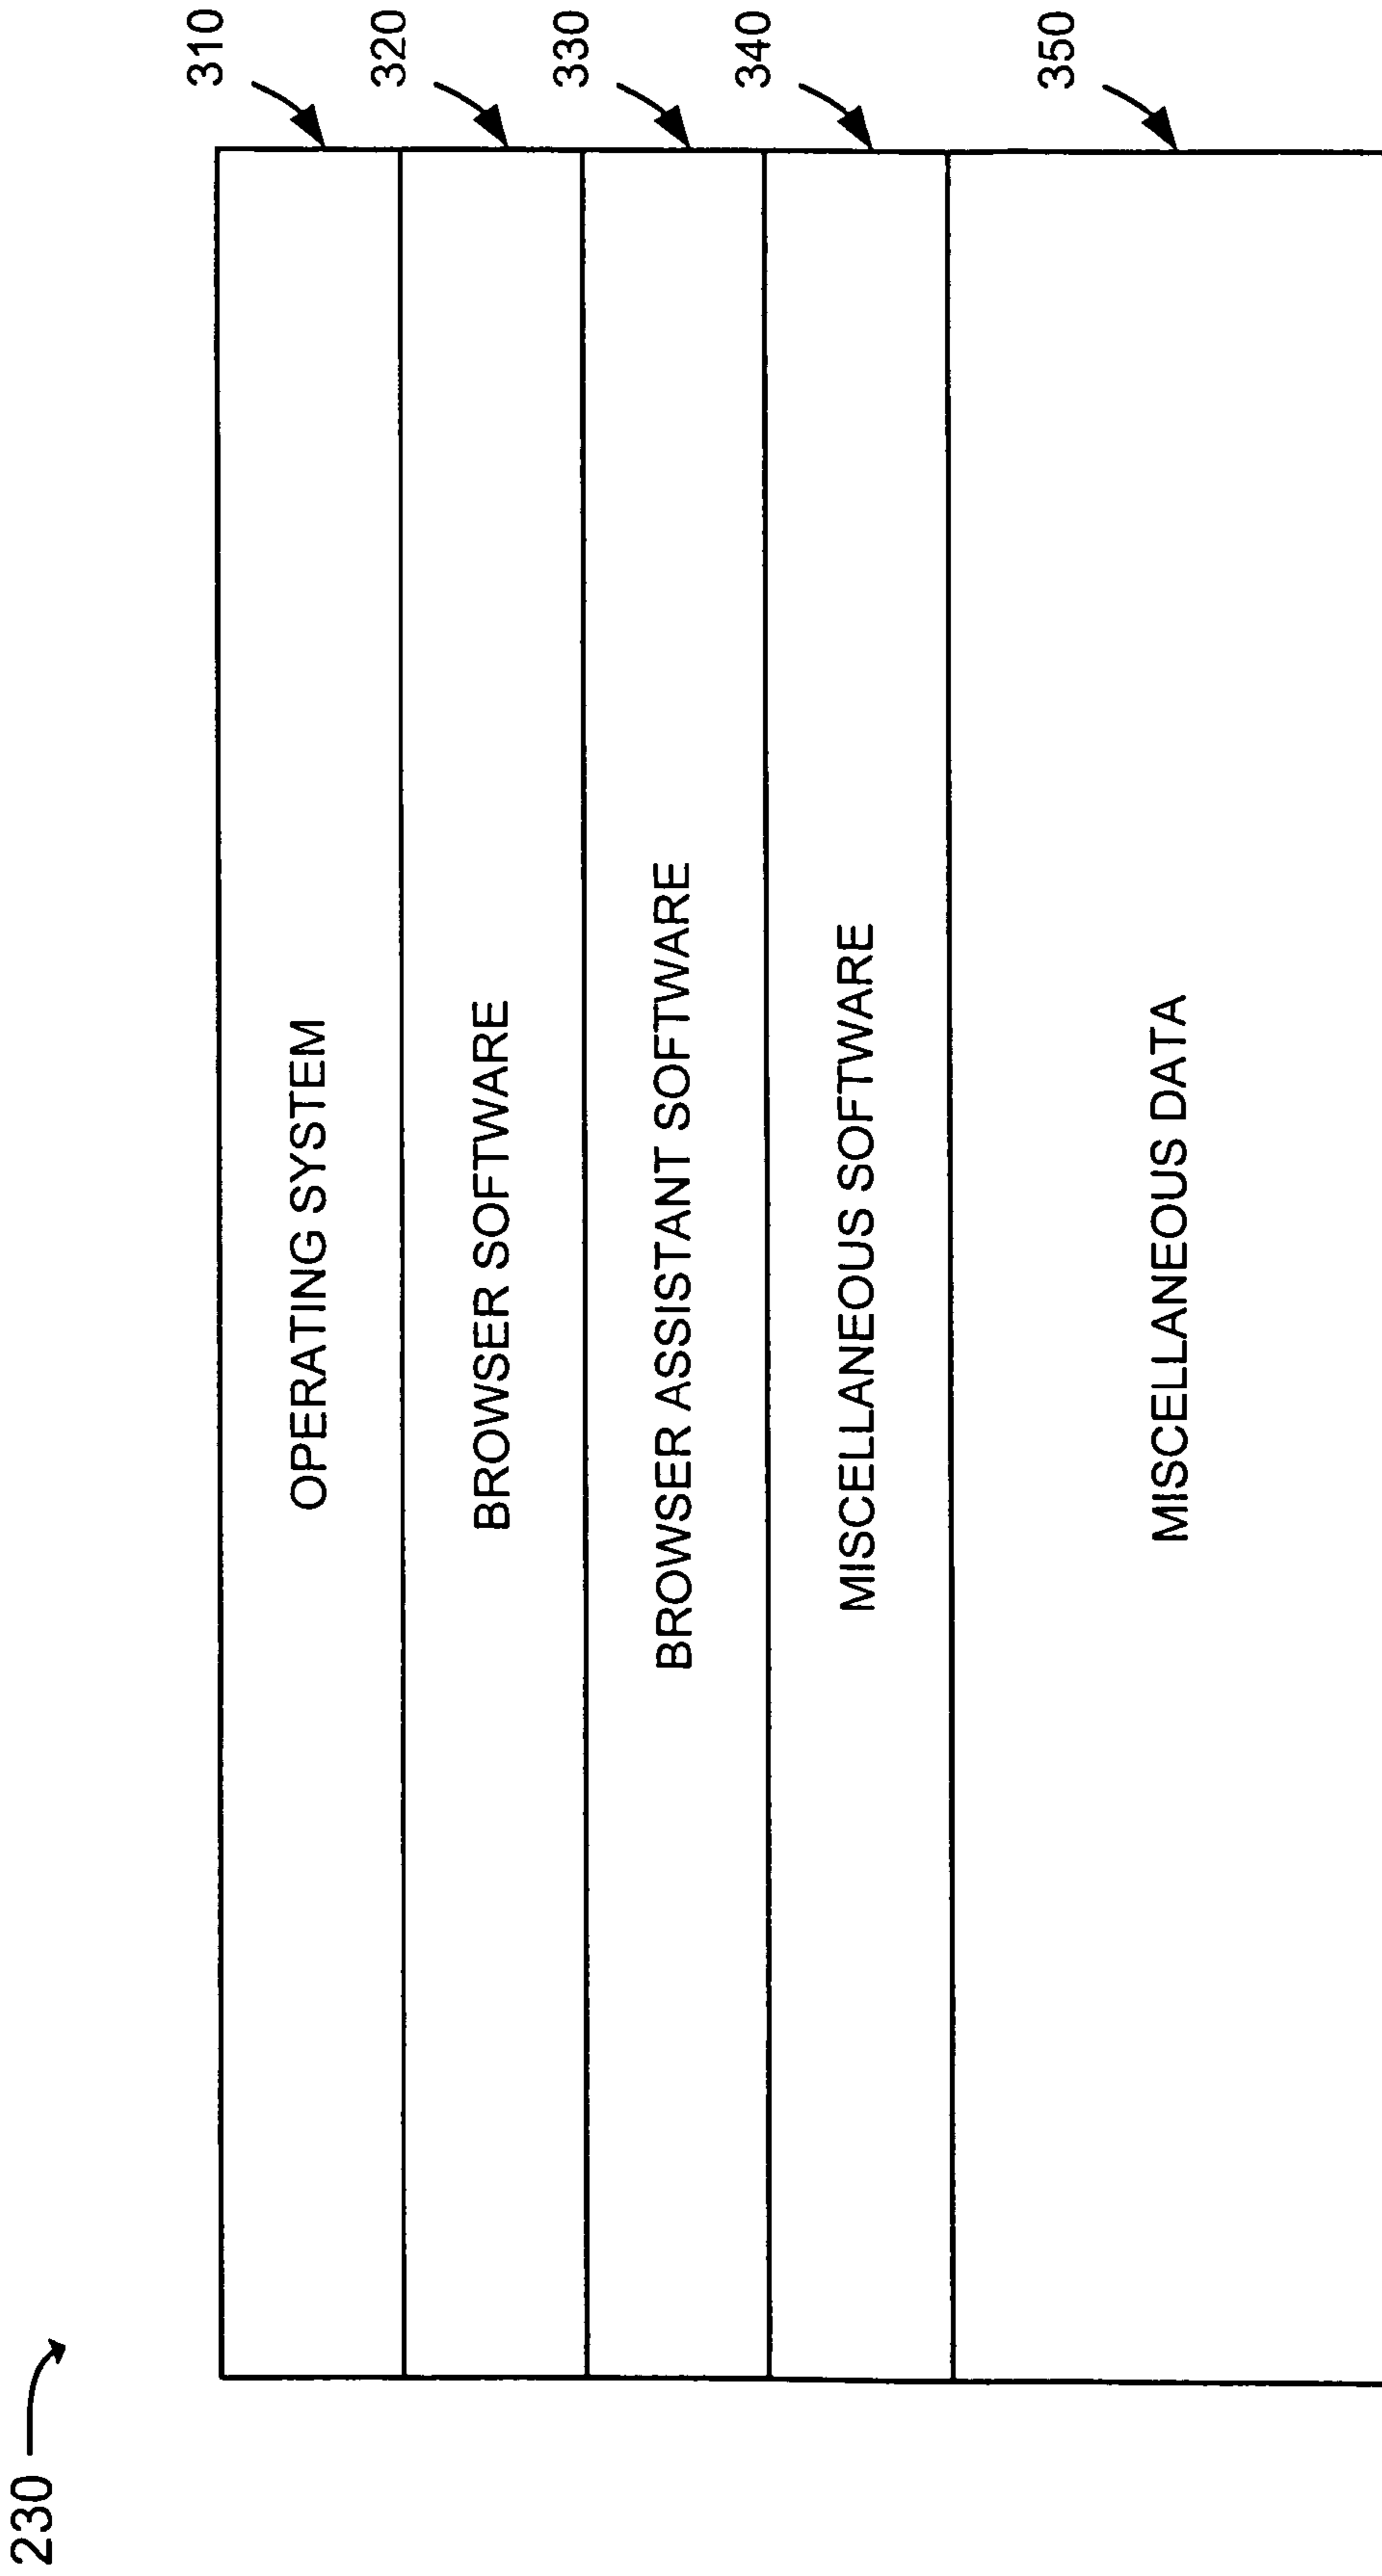 230
310
OPERATING SYSTEM
320
BROWSER SOFTWARE
330
BROWSER ASSISTANT SOFTWARE
340
MISCELLANEOUS SOFTWARE
350
MISCELLANEOUS DATA